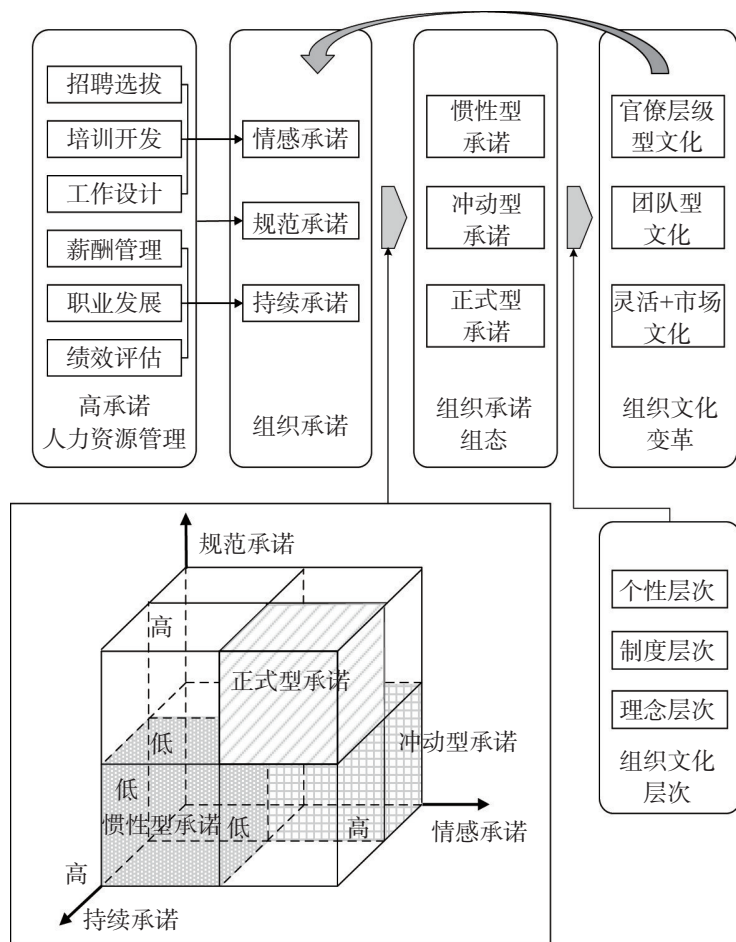 招聘选拔
培训开发
工作设计
薪酬管理
职业发展
绩效评估
高承诺
人力资源管理
情感承诺
规范承诺
持续承诺
组织承诺
惯性型
承诺
冲动型
承诺
正式型
承诺
组织承诺
组态
官僚层级
型文化
团队型
文化
灵活+市场
文化
组织文化
变革
规范承诺
高
正式型承诺
低
冲动型承诺
低
惯性型承诺
低
高
情感承诺
高
持续承诺
个性层次
制度层次
理念层次
组织文化
层次